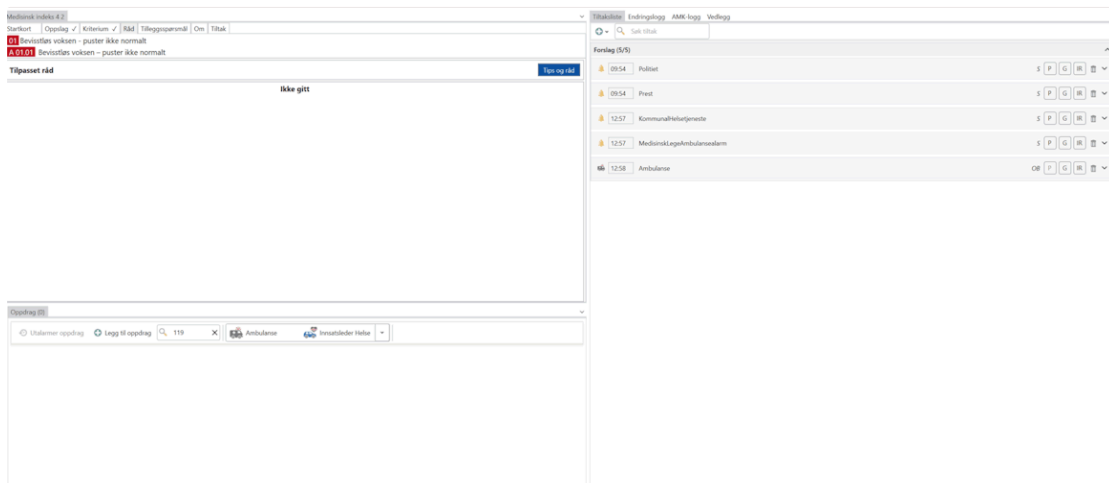 Medisinsk indeks 4.2
Startkort Oppslag ✓ Kriterium ✓ Råd Tilleggsspørsmål Om Tiltak
01 Bevisstløs voksen – puster ikke normalt
A 01.01 Bevisstløs voksen – puster ikke normalt
Tilpasset råd Tips og råd
Ikke gitt
Oppdrag (0)
Utalarmer oppdrag Legg til oppdrag 119 X Ambulanse Innsatsleder Helse
Tiltaksliste Endringslogg AMK-logg Vedlegg
Søk tiltak
Forslag (5/5)
09:54 Politiet S P G IR
09:54 Prest S P G IR
12:57 KommunalHelsetjeneste S P G IR
12:57 MedisinskLegeAmbulansealarm S P G IR
12:58 Ambulanse OB P G IR